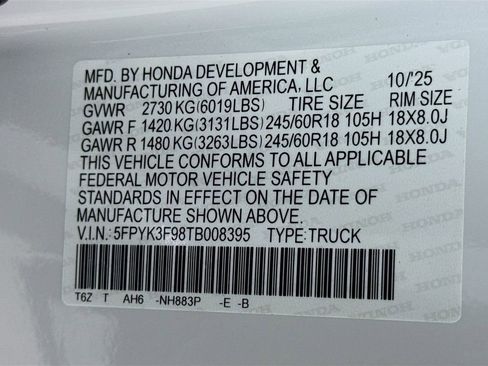 MFD. BY HONDA DEVELOPMENT & 10/'25
MANUFACTURING OF AMERICA, LLC
GVWR 2730 KG(6019LBS) TIRE SIZE RIM SIZE
GAWR F 1420 KG(3131LBS) 245/60R18 105H 18X8.0J
GAWR R 1480 KG(3263LBS) 245/60R18 105H 18X8.0J
THIS VEHICLE CONFORMS TO ALL APPLICABLE
FEDERAL MOTOR VEHICLE SAFETY
STANDARDS IN EFFECT ON THE DATE OF
MANUFACTURE SHOWN ABOVE.
V.I.N.: 5FPYK3F98TB008395 TYPE:TRUCK
T6Z T AH6 -NH883P -E -B